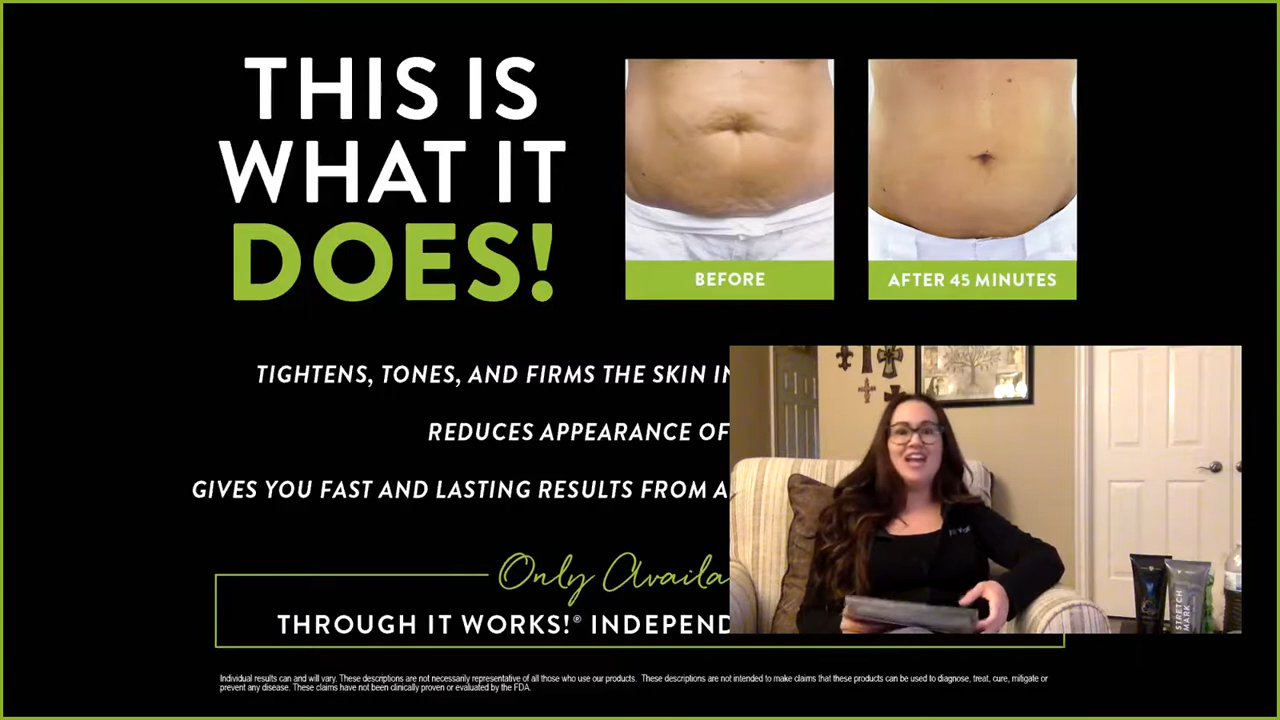 THIS IS
WHAT IT
DOES!
BEFORE
AFTER 45 MINUTES
TIGHTENS, TONES, AND FIRMS THE SKIN IN
REDUCES APPEARANCE OF
GIVES YOU FAST AND LASTING RESULTS FROM A
Only Availa
THROUGH IT WORKS!® INDEPEND
STRETCH
MARK
Individual results can and will vary. These descriptions are not necessarily representative of all those who use our products. These descriptions are not intended to make claims that these products can be used to diagnose, treat, cure, mitigate or
prevent any disease. These claims have not been clinically proven or evaluated by the FDA.